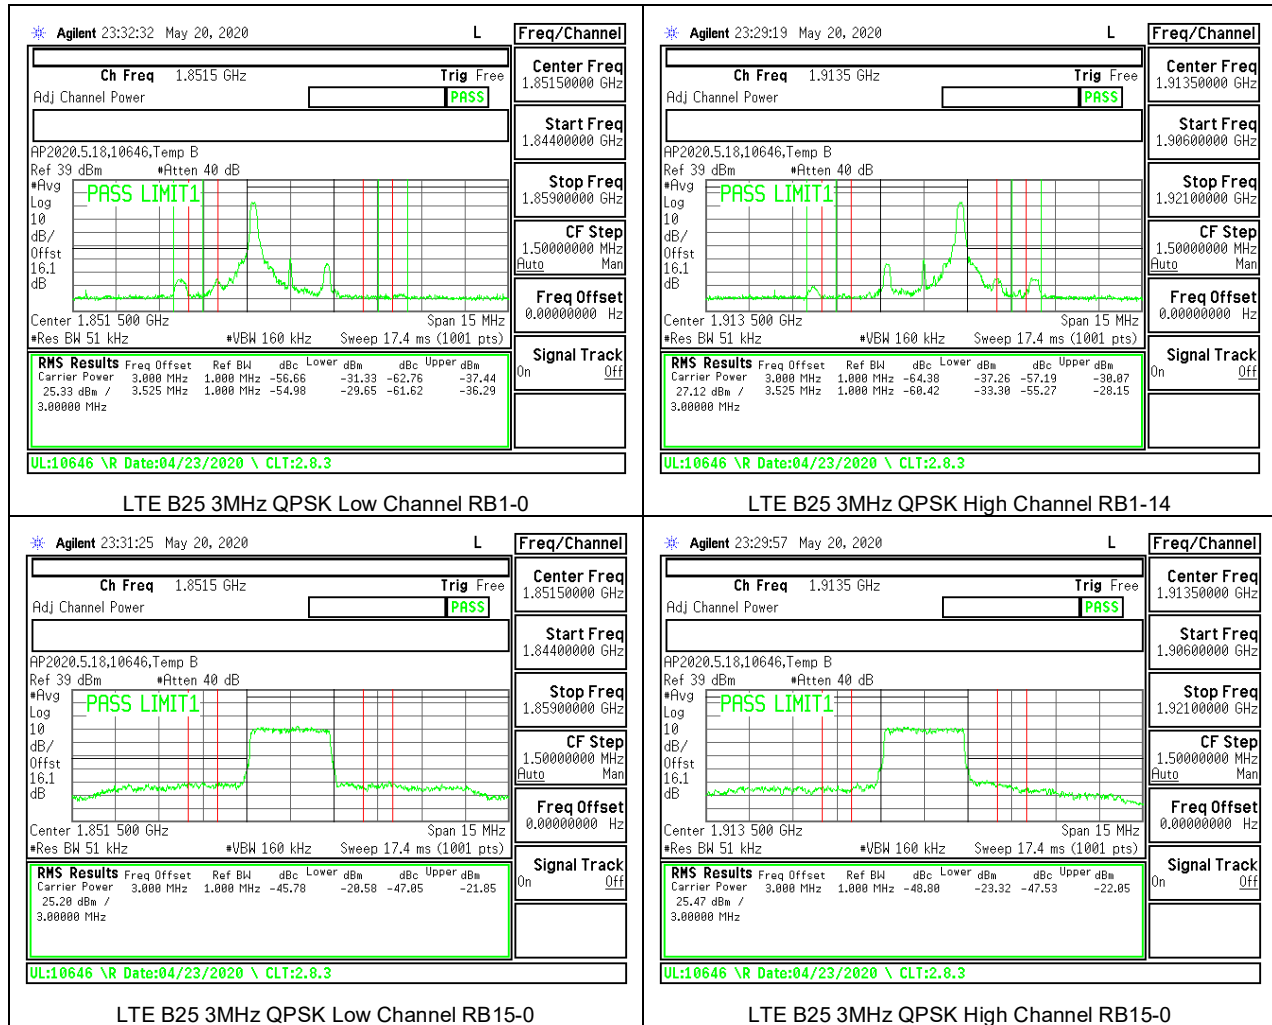 Agilent 23:32:32 May 20, 2020 L
Freq/Channel
Ch Freq 1.8515 GHz Trig Free
Adj Channel Power PASS
AP2020.5.18,10646,Temp B
Ref 39 dBm #Atten 40 dB
#Avg
Log
10
dB/
Offst
16.1
dB
PASS LIMIT1
Center 1.851 500 GHz Span 15 MHz
#Res BW 51 kHz #VBW 160 kHz Sweep 17.4 ms (1001 pts)
RMS Results Freq Offset Ref BW dBc Lower dBm dBc Upper dBm
Carrier Power 3.000 MHz 1.000 MHz -56.66 -31.33 -62.76 -37.44
25.33 dBm / 3.525 MHz 1.000 MHz -54.98 -29.65 -61.62 -36.29
3.00000 MHz
Center Freq
1.85150000 GHz
Start Freq
1.84400000 GHz
Stop Freq
1.85900000 GHz
CF Step
1.50000000 MHz
Auto Man
Freq Offset
0.00000000 Hz
Signal Track
On Off
UL:10646 \R Date:04/23/2020 \ CLT:2.8.3
LTE B25 3MHz QPSK Low Channel RB1-0
Agilent 23:29:19 May 20, 2020 L
Freq/Channel
Ch Freq 1.9135 GHz Trig Free
Adj Channel Power PASS
AP2020.5.18,10646,Temp B
Ref 39 dBm #Atten 40 dB
#Avg
Log
10
dB/
Offst
16.1
dB
PASS LIMIT1
Center 1.913 500 GHz Span 15 MHz
#Res BW 51 kHz #VBW 160 kHz Sweep 17.4 ms (1001 pts)
RMS Results Freq Offset Ref BW dBc Lower dBm dBc Upper dBm
Carrier Power 3.000 MHz 1.000 MHz -64.38 -37.26 -57.19 -30.07
27.12 dBm / 3.525 MHz 1.000 MHz -60.42 -33.30 -55.27 -28.15
3.00000 MHz
Center Freq
1.91350000 GHz
Start Freq
1.90600000 GHz
Stop Freq
1.92100000 GHz
CF Step
1.50000000 MHz
Auto Man
Freq Offset
0.00000000 Hz
Signal Track
On Off
UL:10646 \R Date:04/23/2020 \ CLT:2.8.3
LTE B25 3MHz QPSK High Channel RB1-14
Agilent 23:31:25 May 20, 2020 L
Freq/Channel
Ch Freq 1.8515 GHz Trig Free
Adj Channel Power PASS
AP2020.5.18,10646,Temp B
Ref 39 dBm #Atten 40 dB
#Avg
Log
10
dB/
Offst
16.1
dB
PASS LIMIT1
Center 1.851 500 GHz Span 15 MHz
#Res BW 51 kHz #VBW 160 kHz Sweep 17.4 ms (1001 pts)
RMS Results Freq Offset Ref BW dBc Lower dBm dBc Upper dBm
Carrier Power 3.000 MHz 1.000 MHz -45.78 -20.58 -47.05 -21.85
25.20 dBm /
3.00000 MHz
Center Freq
1.85150000 GHz
Start Freq
1.84400000 GHz
Stop Freq
1.85900000 GHz
CF Step
1.50000000 MHz
Auto Man
Freq Offset
0.00000000 Hz
Signal Track
On Off
UL:10646 \R Date:04/23/2020 \ CLT:2.8.3
LTE B25 3MHz QPSK Low Channel RB15-0
Agilent 23:29:57 May 20, 2020 L
Freq/Channel
Ch Freq 1.9135 GHz Trig Free
Adj Channel Power PASS
AP2020.5.18,10646,Temp B
Ref 39 dBm #Atten 40 dB
#Avg
Log
10
dB/
Offst
16.1
dB
PASS LIMIT1
Center 1.913 500 GHz Span 15 MHz
#Res BW 51 kHz #VBW 160 kHz Sweep 17.4 ms (1001 pts)
RMS Results Freq Offset Ref BW dBc Lower dBm dBc Upper dBm
Carrier Power 3.000 MHz 1.000 MHz -48.80 -23.32 -47.53 -22.05
25.47 dBm /
3.00000 MHz
Center Freq
1.91350000 GHz
Start Freq
1.90600000 GHz
Stop Freq
1.92100000 GHz
CF Step
1.50000000 MHz
Auto Man
Freq Offset
0.00000000 Hz
Signal Track
On Off
UL:10646 \R Date:04/23/2020 \ CLT:2.8.3
LTE B25 3MHz QPSK High Channel RB15-0